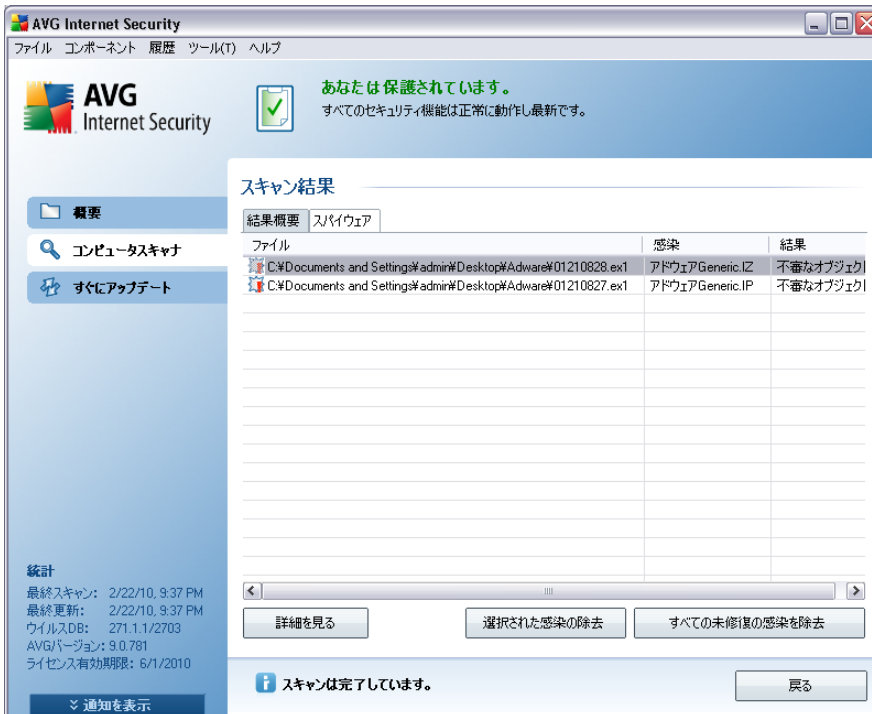 AVG Internet Security
ファイル コンポーネント 履歴 ツール(T) ヘルプ
AVG
Internet Security
あなたは保護されています。
すべてのセキュリティ機能は正常に動作し最新です。
概要
コンピュータスキャナ
すぐにアップデート
スキャン結果
結果概要 スパイウェア
ファイル 感染 結果
C:¥Documents and Settings¥admin¥Desktop¥Adware¥01210828.ex1 アドウェアGeneric.IZ 不審なオブジェクト
C:¥Documents and Settings¥admin¥Desktop¥Adware¥01210827.ex1 アドウェアGeneric.IP 不審なオブジェクト
統計
最終スキャン: 2/22/10, 9:37 PM
最終更新: 2/22/10, 9:37 PM
ウイルスDB: 271.1.1/2703
AVGバージョン: 9.0.781
ライセンス有効期限: 6/1/2010
通知を表示
詳細を見る 選択された感染の除去 すべての未修復の感染を除去
スキャンは完了しています。
戻る